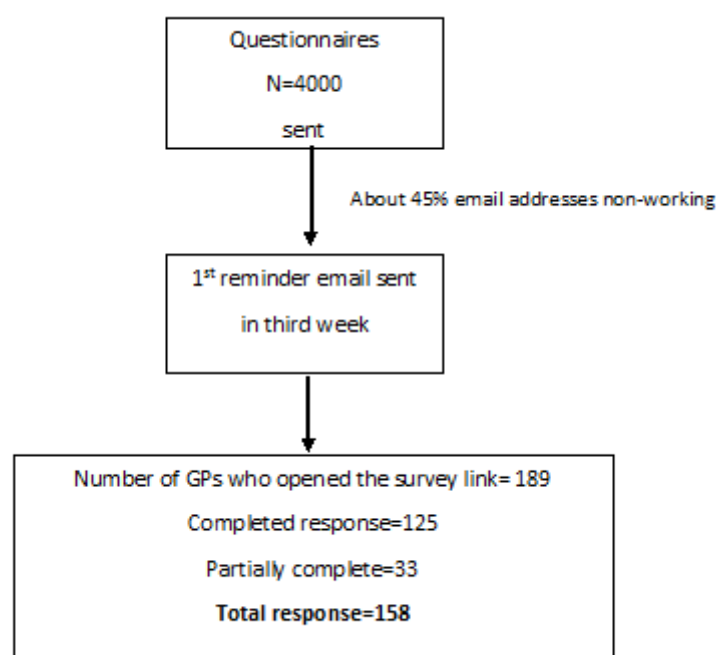 Questionnaires
N=4000
sent
About 45% email addresses non-working
1st reminder email sent
in third week
Number of GPs who opened the survey link= 189
Completed response=125
Partially complete=33
Total response=158